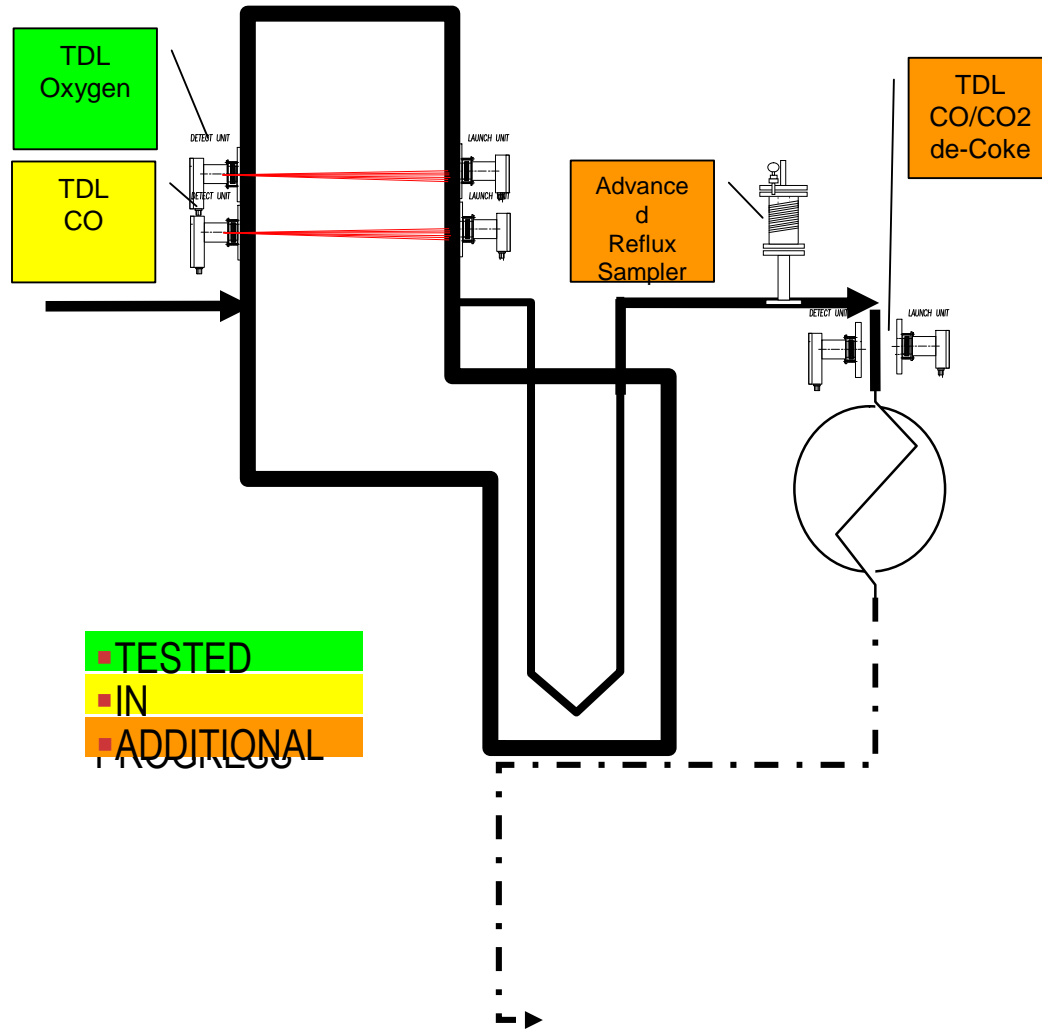 TDL
Oxygen
TDL
CO
DETECT UNIT
LAUNCH UNIT
DETECT UNIT
LAUNCH UNIT
Advance
d
Reflux
Sampler
TDL
CO/CO2
de-Coke
DETECT UNIT
LAUNCH UNIT
▪TESTED
▪IN
PROGRESS
▪ADDITIONAL